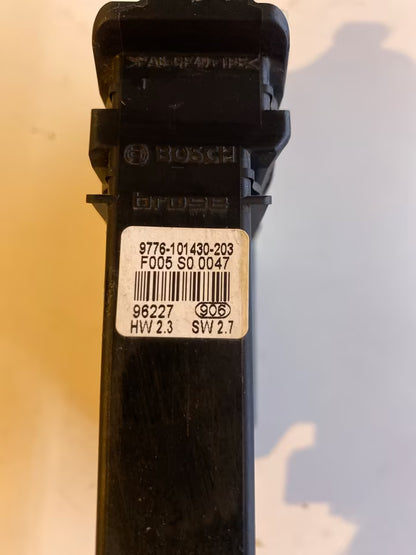 BOSCH
brose
9776-101430-203
F005 S0 0047
96227 906
HW 2.3 SW 2.7